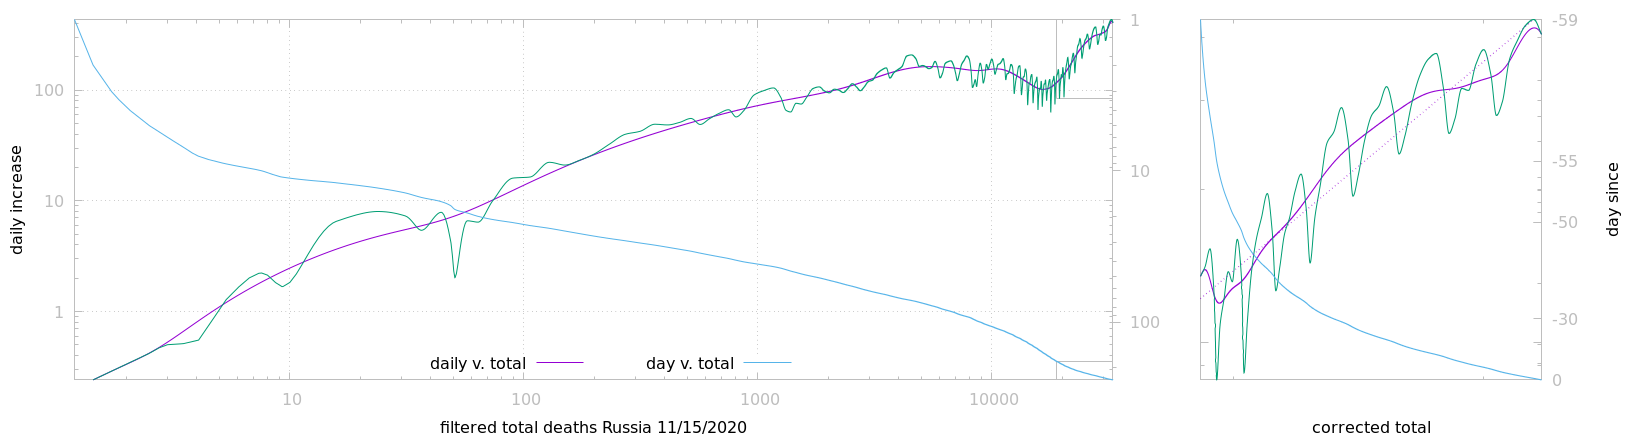 daily increase
100
10
1
10
100
1000
10000
1
10
100
daily v. total
day v. total
filtered total deaths Russia 11/15/2020
-59
-55
-50
-30
0
day since
corrected total